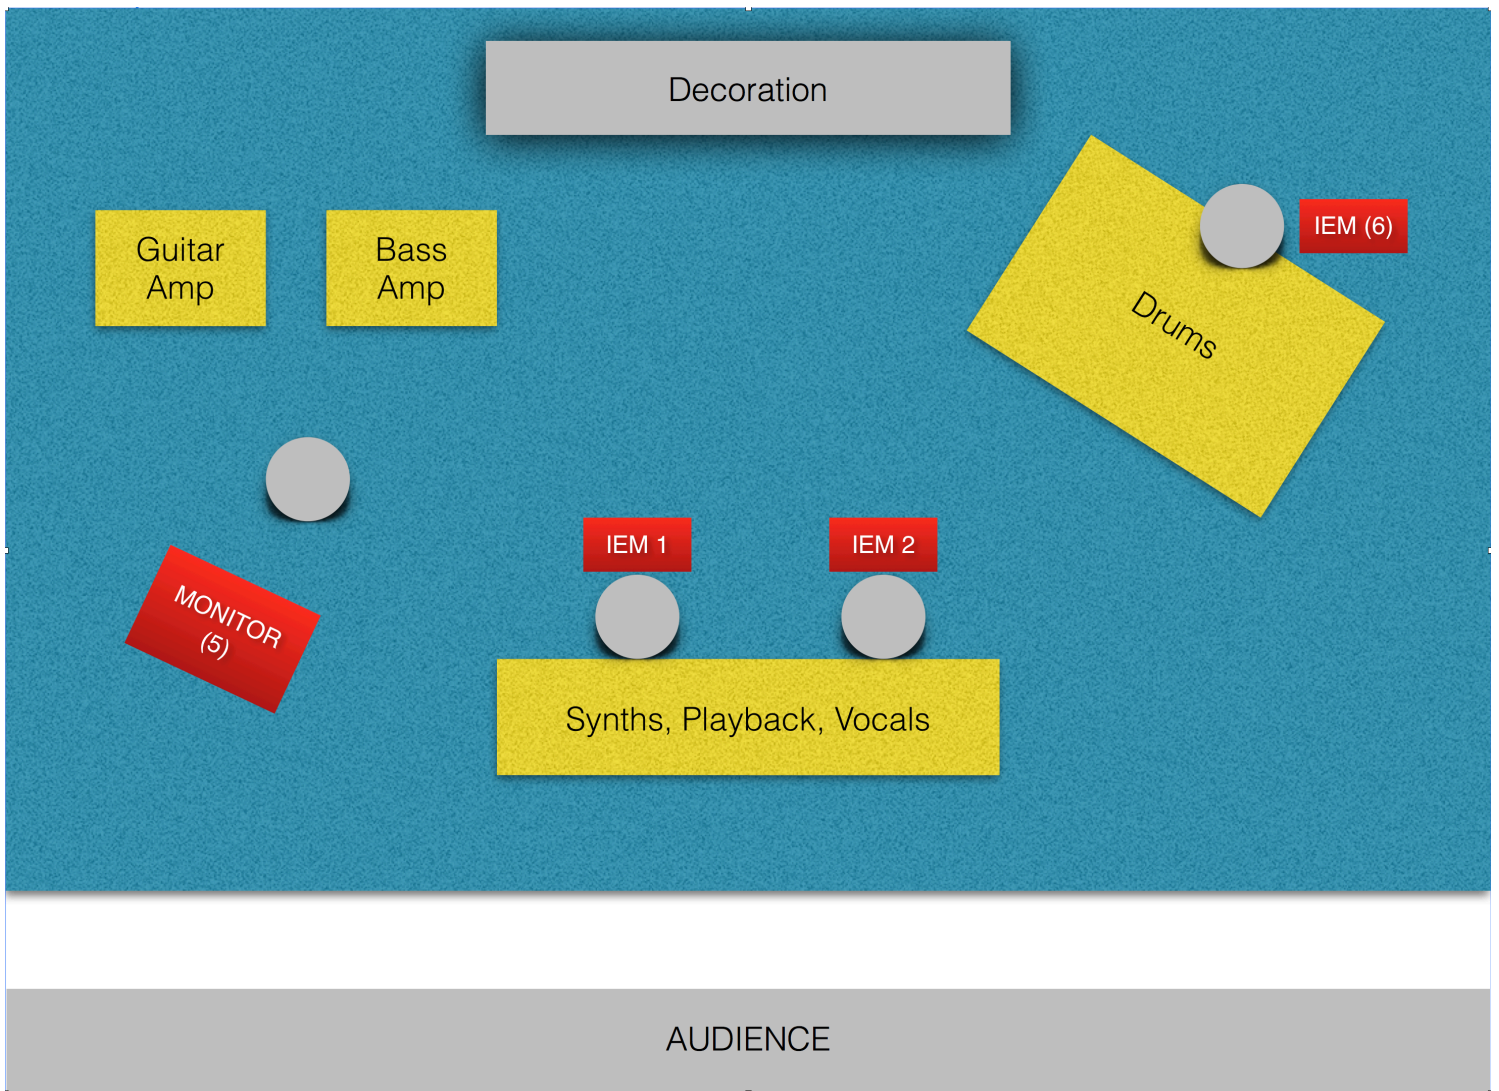 Decoration
Guitar
Amp
Bass
Amp
IEM (6)
Drums
IEM 1
IEM 2
MONITOR
(5)
Synths, Playback, Vocals
AUDIENCE